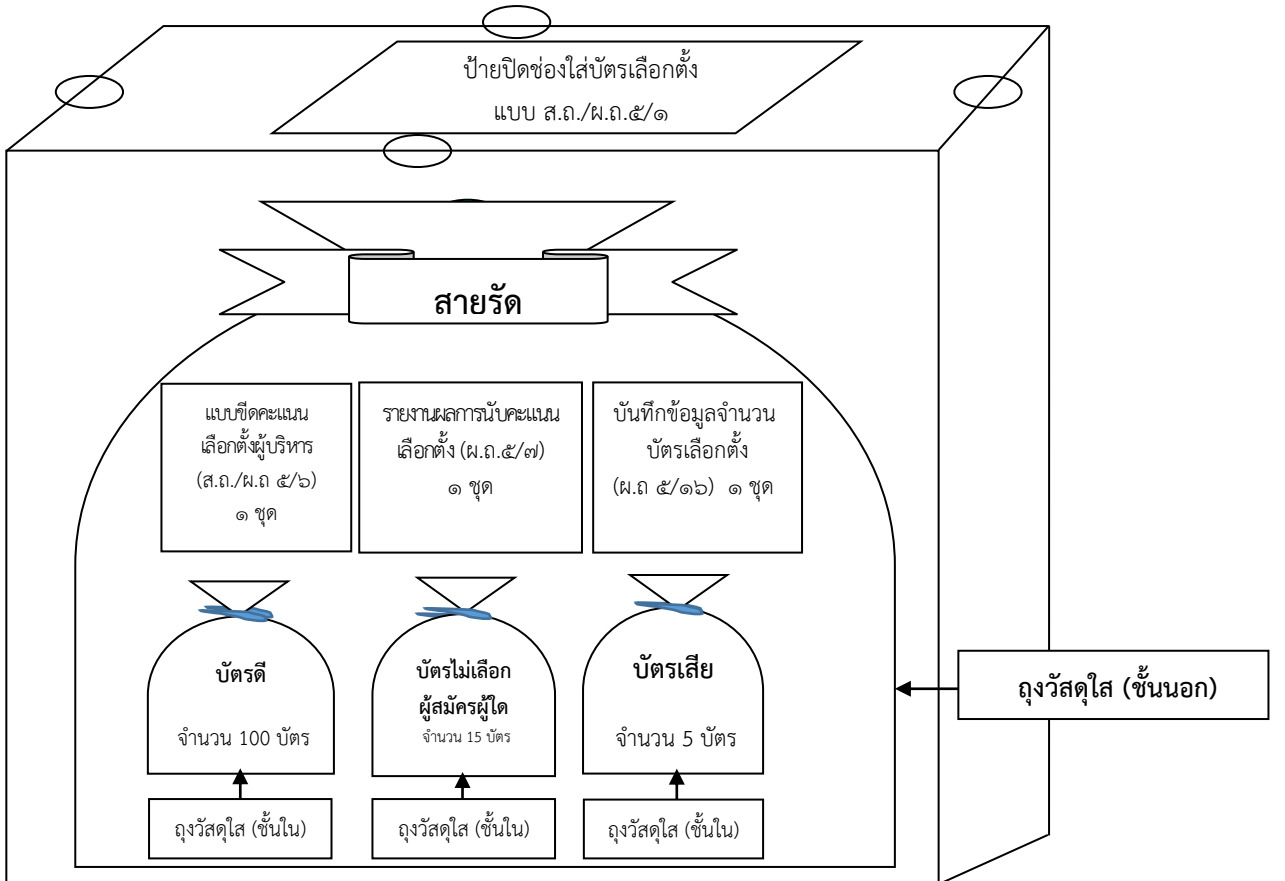 ป้ายปิดช่องใส่บัตรเลือกตั้ง
แบบ ส.ถ./ผ.ถ.๕/๑
สายรัด
แบบขีดคะแนน
เลือกตั้งผู้บริหาร
(ส.ถ./ผ.ถ ๕/๖)
๑ ชุด
รายงานผลการนับคะแนน
เลือกตั้ง (ผ.ถ.๕/๗)
๑ ชุด
บันทึกข้อมูลจำนวน
บัตรเลือกตั้ง
(ผ.ถ ๕/๑๖) ๑ ชุด
บัตรดี
จำนวน 100 บัตร
บัตรไม่เลือก
ผู้สมัครผู้ใด
จำนวน 15 บัตร
บัตรเสีย
จำนวน 5 บัตร
ถุงวัสดุใส (ชั้นนอก)
ถุงวัสดุใส (ชั้นใน)
ถุงวัสดุใส (ชั้นใน)
ถุงวัสดุใส (ชั้นใน)